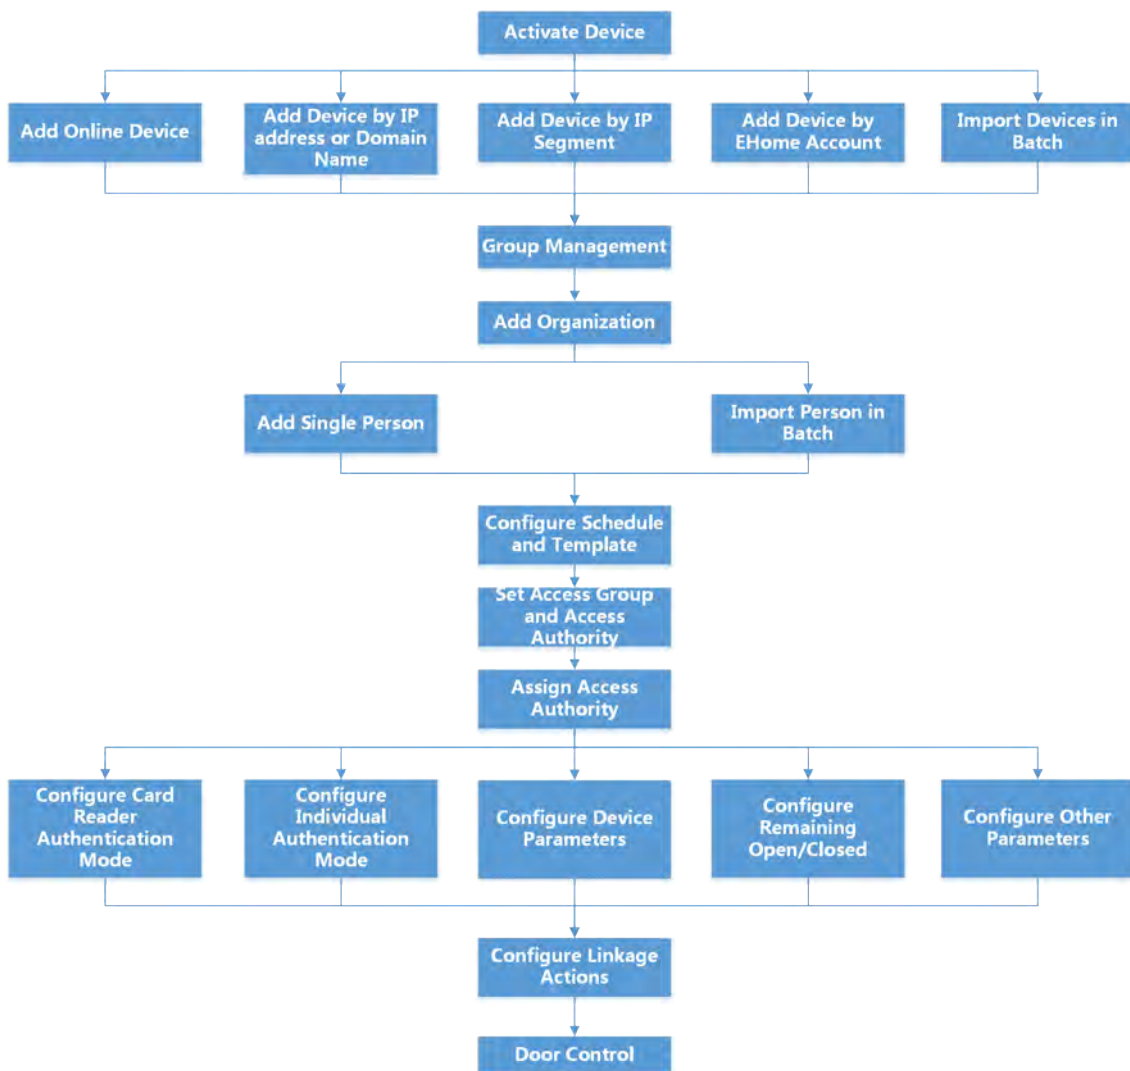 Activate Device
Add Online Device
Add Device by IP
address or Domain
Name
Add Device by IP
Segment
Add Device by
EHome Account
Import Devices in
Batch
Group Management
Add Organization
Add Single Person
Import Person in
Batch
Configure Schedule
and Template
Set Access Group
and Access
Authority
Assign Access
Authority
Configure Card
Reader
Authentication
Mode
Configure
Individual
Authentication
Mode
Configure Device
Parameters
Configure
Remaining
Open/Closed
Configure Other
Parameters
Configure Linkage
Actions
Door Control